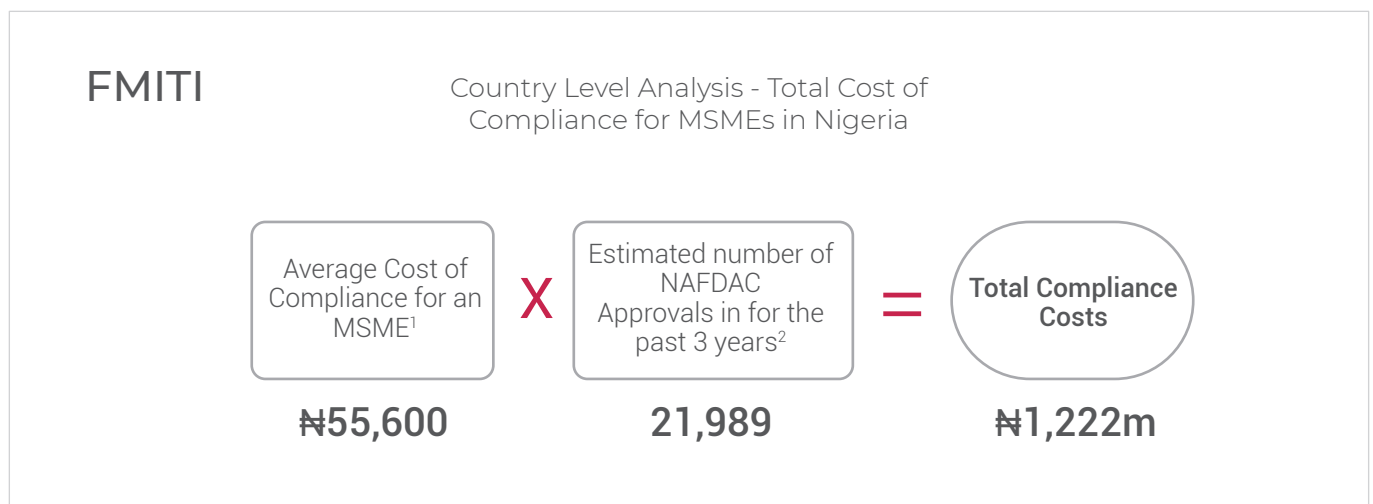 FMITI
Country Level Analysis - Total Cost of
Compliance for MSMEs in Nigeria
Average Cost of
Compliance for an
MSME¹
X
Estimated number of
NAFDAC
Approvals in for the
past 3 years²
=
Total Compliance
Costs
₦55,600
21,989
₦1,222m